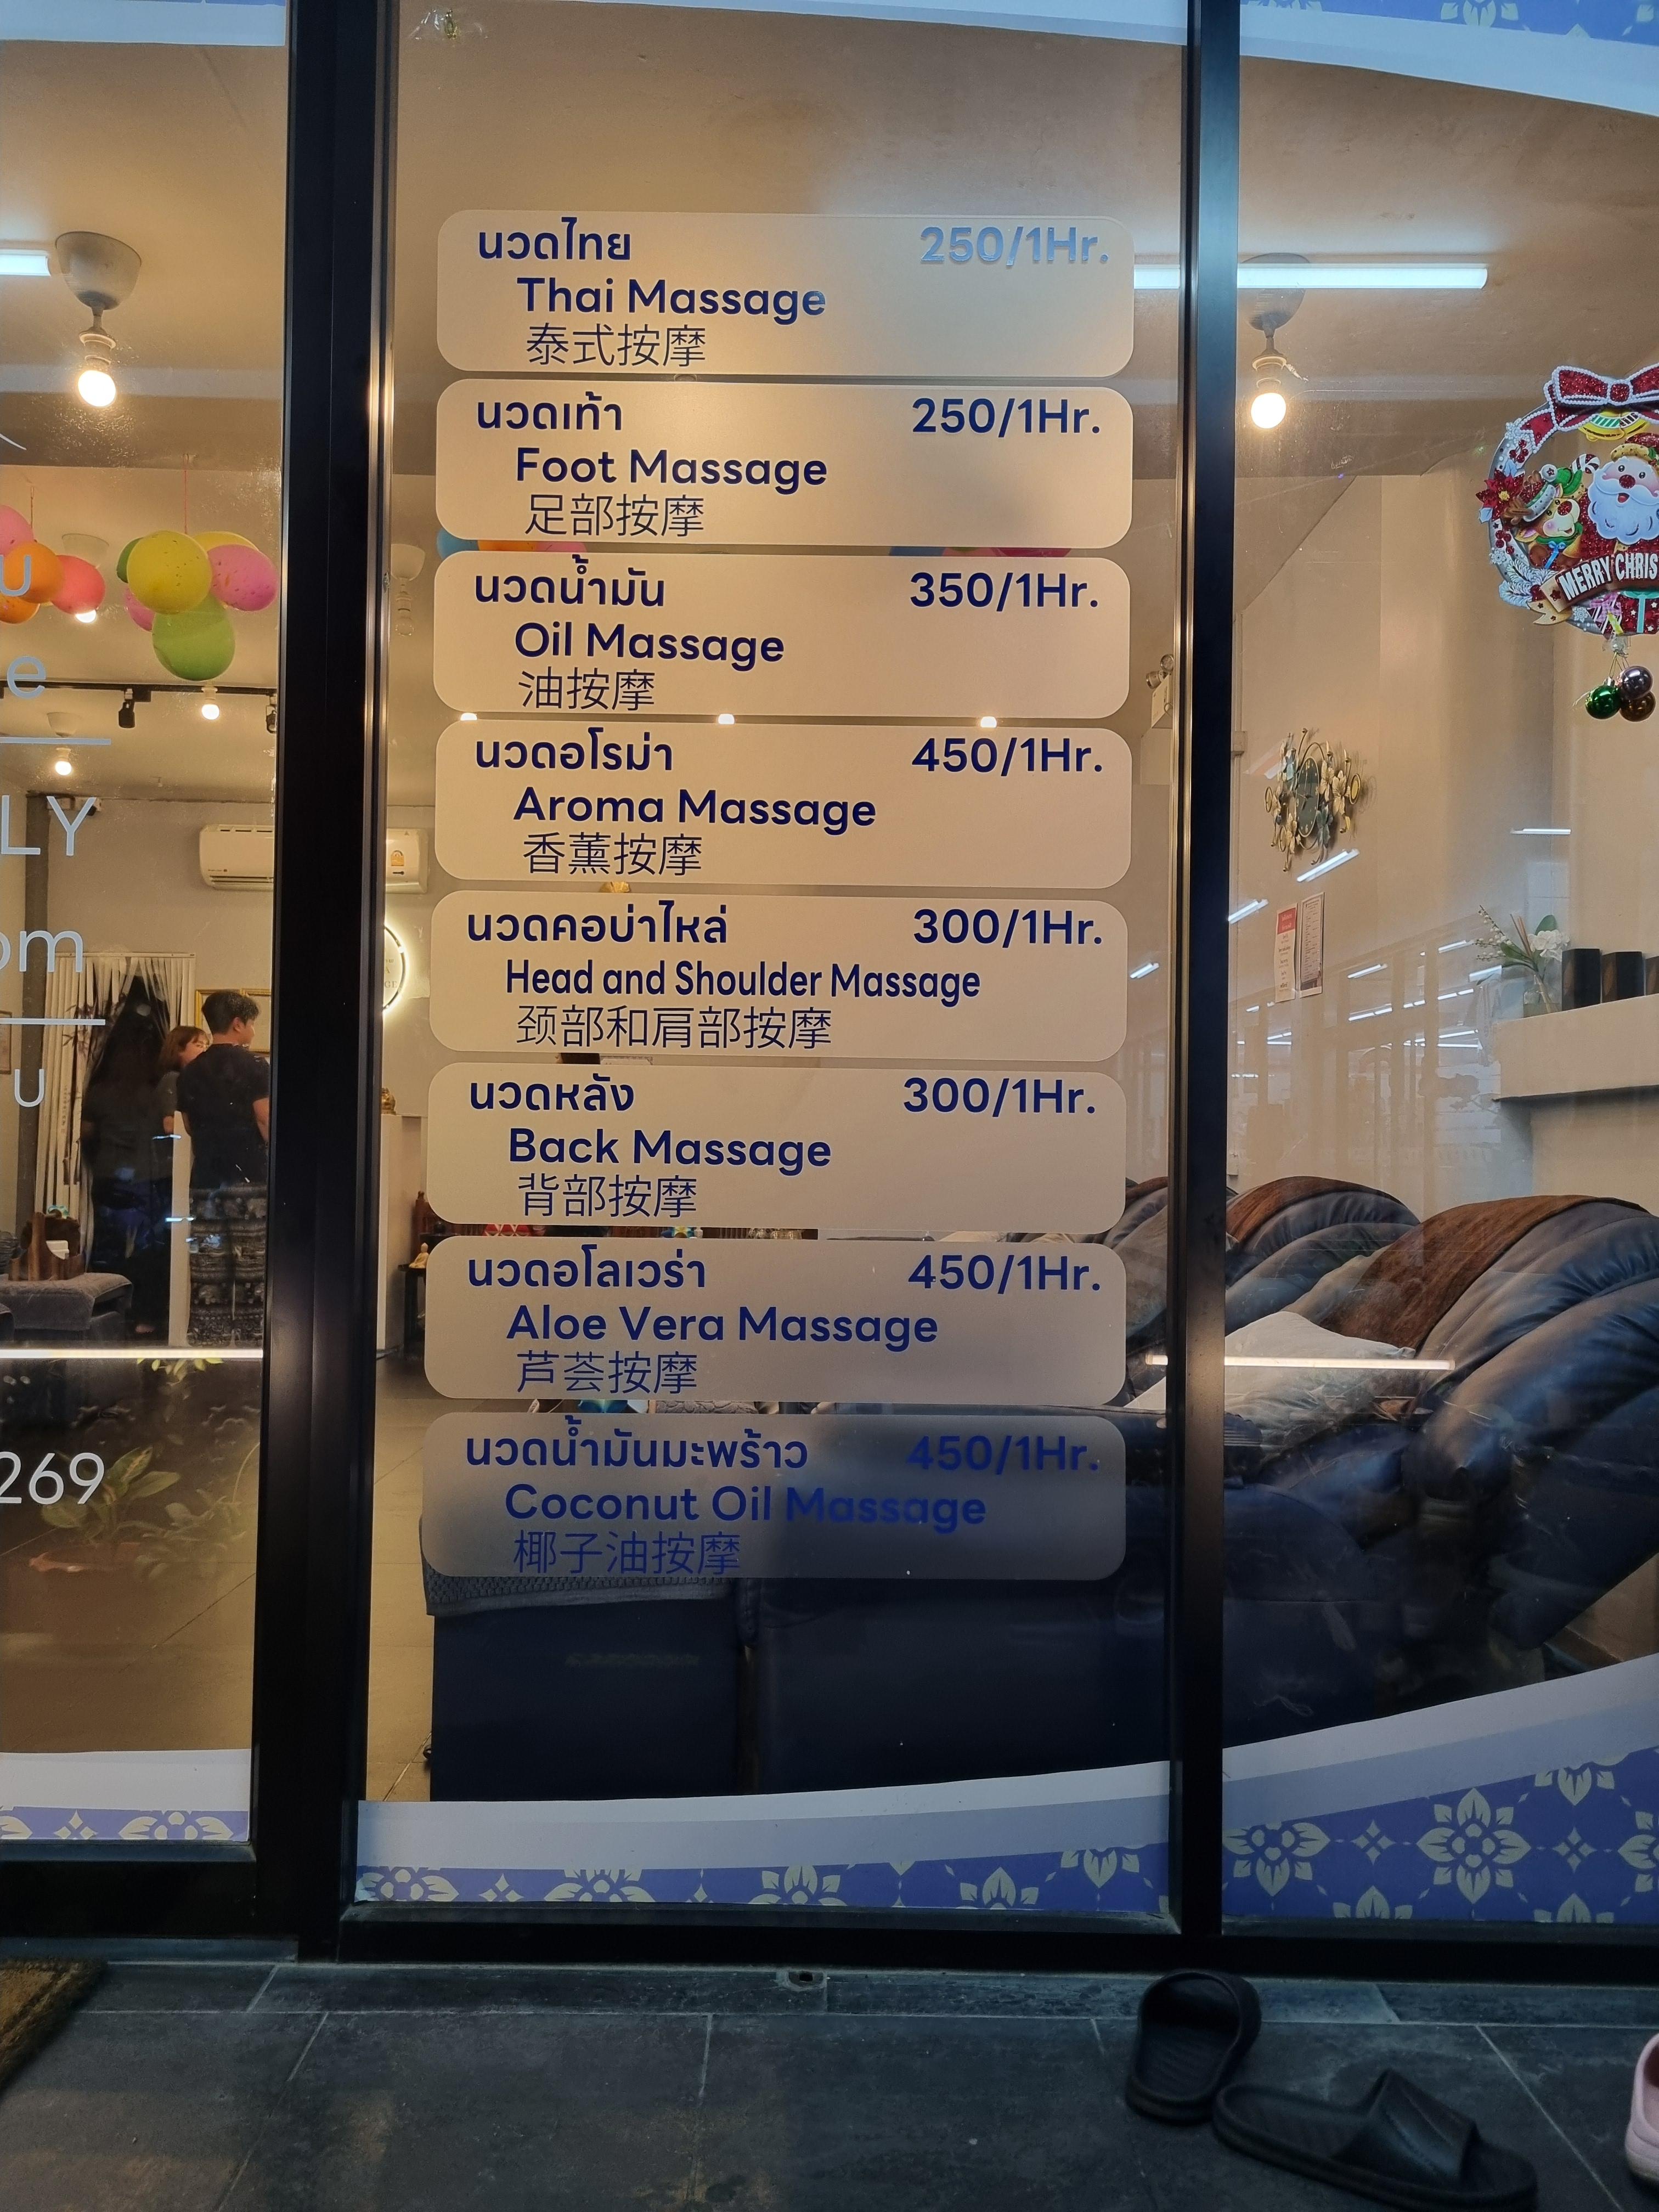 นวดไทย 250/1Hr.
Thai Massage
泰式按摩
นวดเท้า 250/1Hr.
Foot Massage
足部按摩
นวดน้ำมัน 350/1Hr.
Oil Massage
油按摩
นวดอโรม่า 450/1Hr.
Aroma Massage
香薰按摩
นวดคอบ่าไหล่ 300/1Hr.
Head and Shoulder Massage
颈部和肩部按摩
นวดหลัง 300/1Hr.
Back Massage
背部按摩
นวดอโลเวร่า 450/1Hr.
Aloe Vera Massage
芦荟按摩
นวดน้ำมันมะพร้าว 450/1Hr.
Coconut Oil Massage
椰子油按摩
u
e
LY
om
u
269
MERRY CHRIS